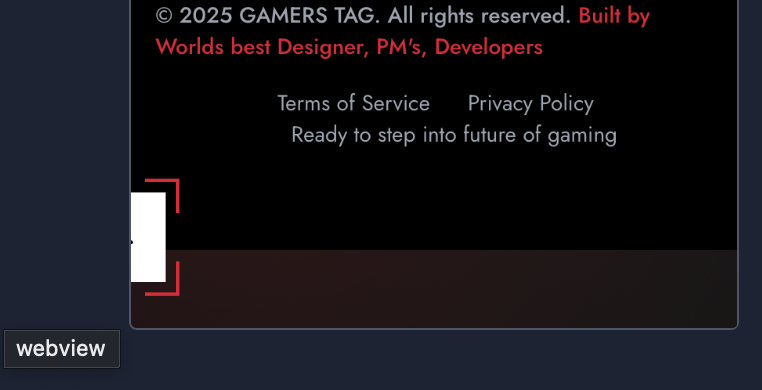 © 2025 GAMERS TAG. All rights reserved. Built by
Worlds best Designer, PM's, Developers
Terms of Service Privacy Policy
Ready to step into future of gaming
webview